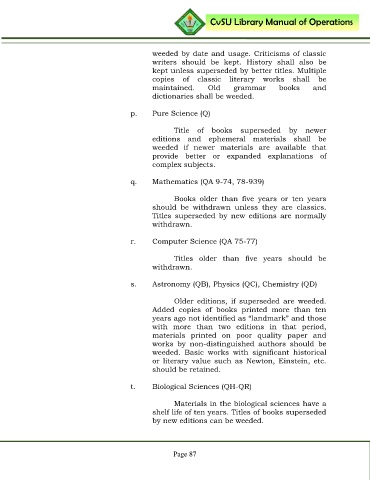 CvSU Library Manual of Operations
weeded by date and usage. Criticisms of classic
writers should be kept. History shall also be
kept unless superseded by better titles. Multiple
copies of classic literary works shall be
maintained. Old grammar books and
dictionaries shall be weeded.
p. Pure Science (Q)
Title of books superseded by newer
editions and ephemeral materials shall be
weeded if newer materials are available that
provide better or expanded explanations of
complex subjects.
q. Mathematics (QA 9-74, 78-939)
Books older than five years or ten years
should be withdrawn unless they are classics.
Titles superseded by new editions are normally
withdrawn.
r. Computer Science (QA 75-77)
Titles older than five years should be
withdrawn.
s. Astronomy (QB), Physics (QC), Chemistry (QD)
Older editions, if superseded are weeded.
Added copies of books printed more than ten
years ago not identified as “landmark” and those
with more than two editions in that period,
materials printed on poor quality paper and
works by non-distinguished authors should be
weeded. Basic works with significant historical
or literary value such as Newton, Einstein, etc.
should be retained.
t. Biological Sciences (QH-QR)
Materials in the biological sciences have a
shelf life of ten years. Titles of books superseded
by new editions can be weeded.
Page 87